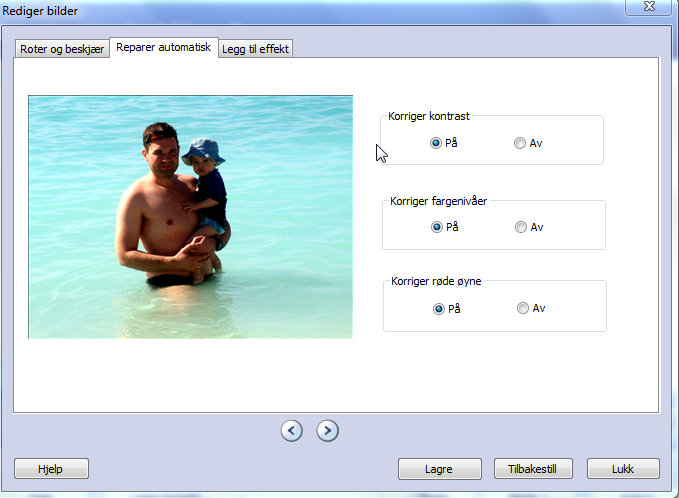 Rediger bilder
Roter og beskjær Reparer automatisk Legg til effekt
Korriger kontrast
På Av
Korriger fargenivåer
På Av
Korriger røde øyne
På Av
Hjelp Lagre Tilbakestill Lukk